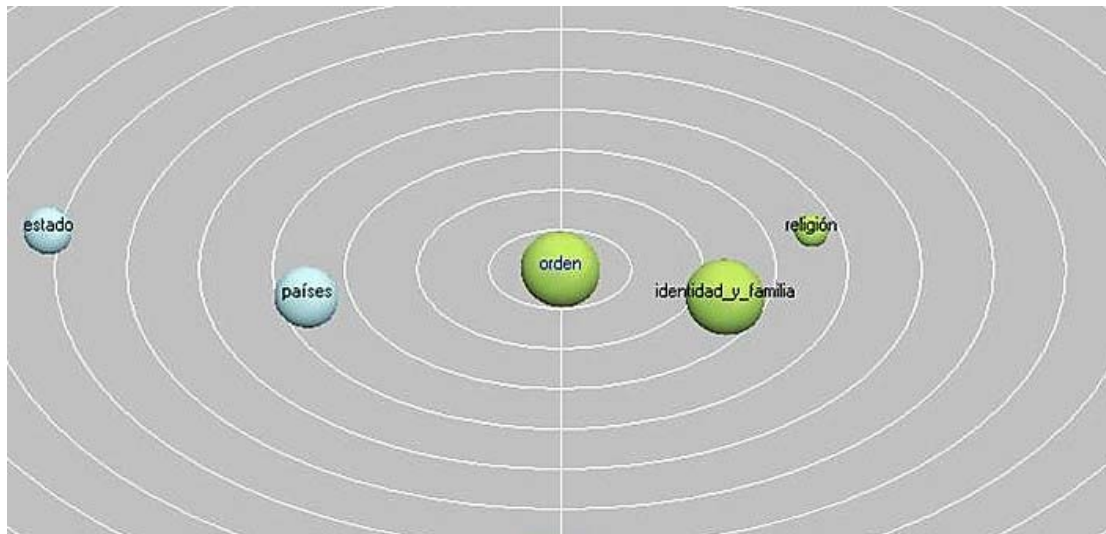 estado
religión
orden
países
identidad_y_familia